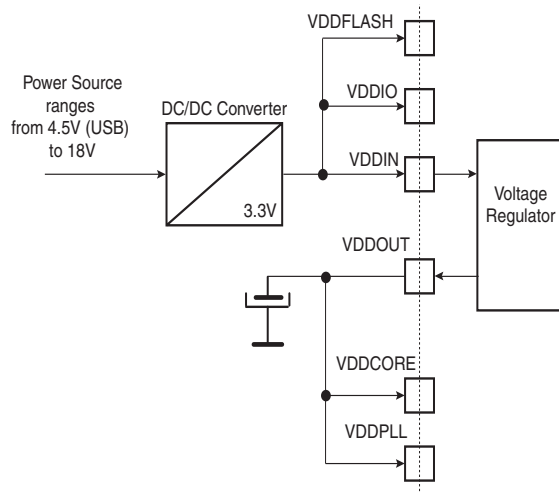 VDDFLASH
Power Source
ranges
from 4.5V (USB)
to 18V
DC/DC Converter
VDDIO
VDDIN
3.3V
Voltage
Regulator
VDDOUT
VDDCORE
VDDPLL